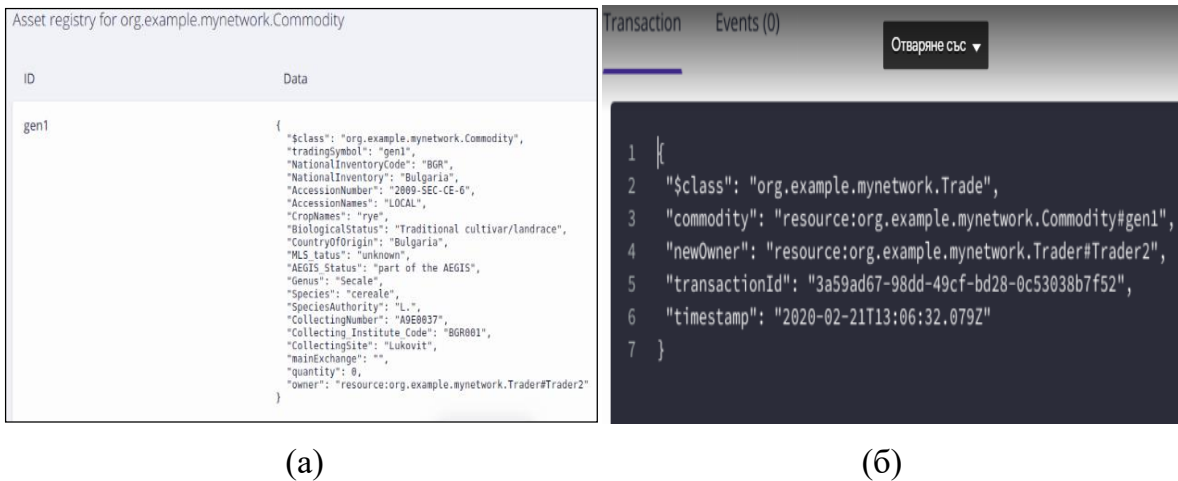 Asset registry for org.example.mynetwork.Commodity
ID Data
gen1
{
"$class": "org.example.mynetwork.Commodity",
"tradingSymbol": "gen1",
"NationalInventoryCode": "BGR",
"NationalInventory": "Bulgaria",
"AccessionNumber": "2009-SEC-CE-6",
"AccessionNames": "LOCAL",
"CropNames": "rye",
"BiologicalStatus": "Traditional cultivar/landrace",
"CountryOfOrigin": "Bulgaria",
"MLS_tatus": "unknown",
"AEGIS_Status": "part of the AEGIS",
"Genus": "Secale",
"Species": "cereale",
"SpeciesAuthority": "L.",
"CollectingNumber": "A9E0037",
"Collecting_Institute_Code": "BGR001",
"CollectingSite": "Lukovit",
"mainExchange": "",
"quantity": 0,
"owner": "resource:org.example.mynetwork.Trader#Trader2"
}
(а)
Transaction Events (0)
Отваряне със
1 {
2 "$class": "org.example.mynetwork.Trade",
3 "commodity": "resource:org.example.mynetwork.Commodity#gen1",
4 "newOwner": "resource:org.example.mynetwork.Trader#Trader2",
5 "transactionId": "3a59ad67-98dd-49cf-bd28-0c53038b7f52",
6 "timestamp": "2020-02-21T13:06:32.079Z"
7 }
(б)